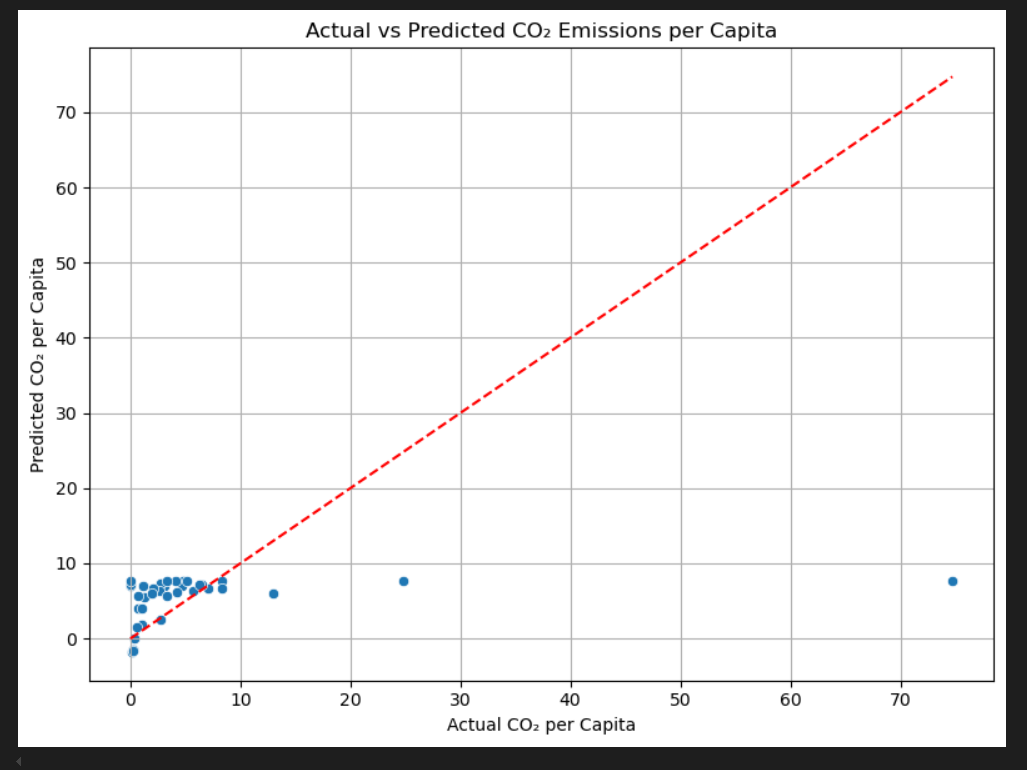 Actual vs Predicted CO₂ Emissions per Capita
Predicted CO₂ per Capita
70
60
50
40
30
20
10
0
0 10 20 30 40 50 60 70
Actual CO₂ per Capita